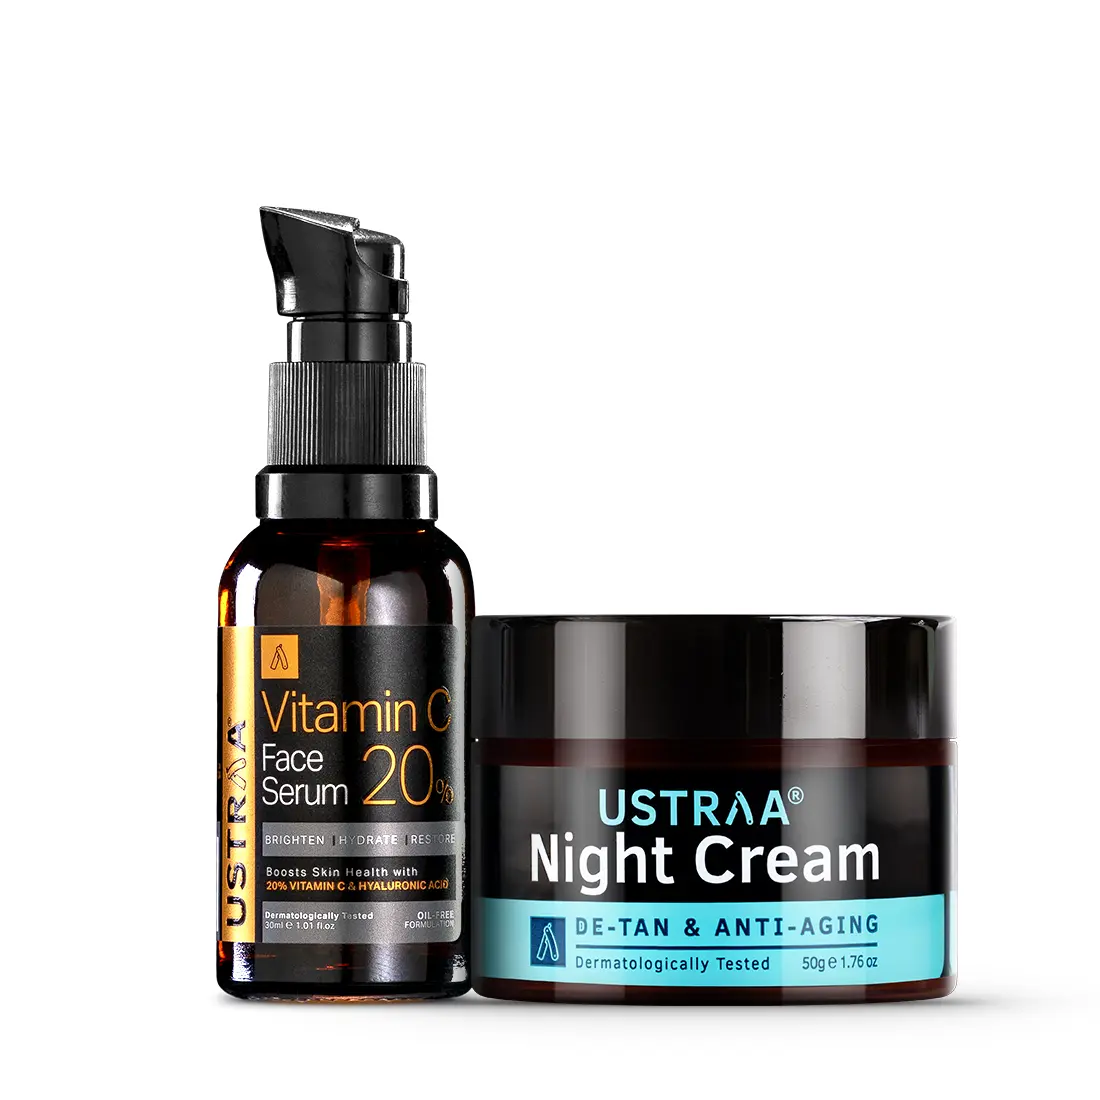 USTRAA®
Vitamin C
Face
Serum 20%
BRIGHTEN | HYDRATE | RESTORE
Boosts Skin Health with
20% VITAMIN C & HYALURONIC ACID
Dermatologically Tested
30ml e 1.01 fl.oz
OIL-FREE
FORMULATION
USTRAA®
Night Cream
DE-TAN & ANTI-AGING
Dermatologically Tested 50g e 1.76 oz